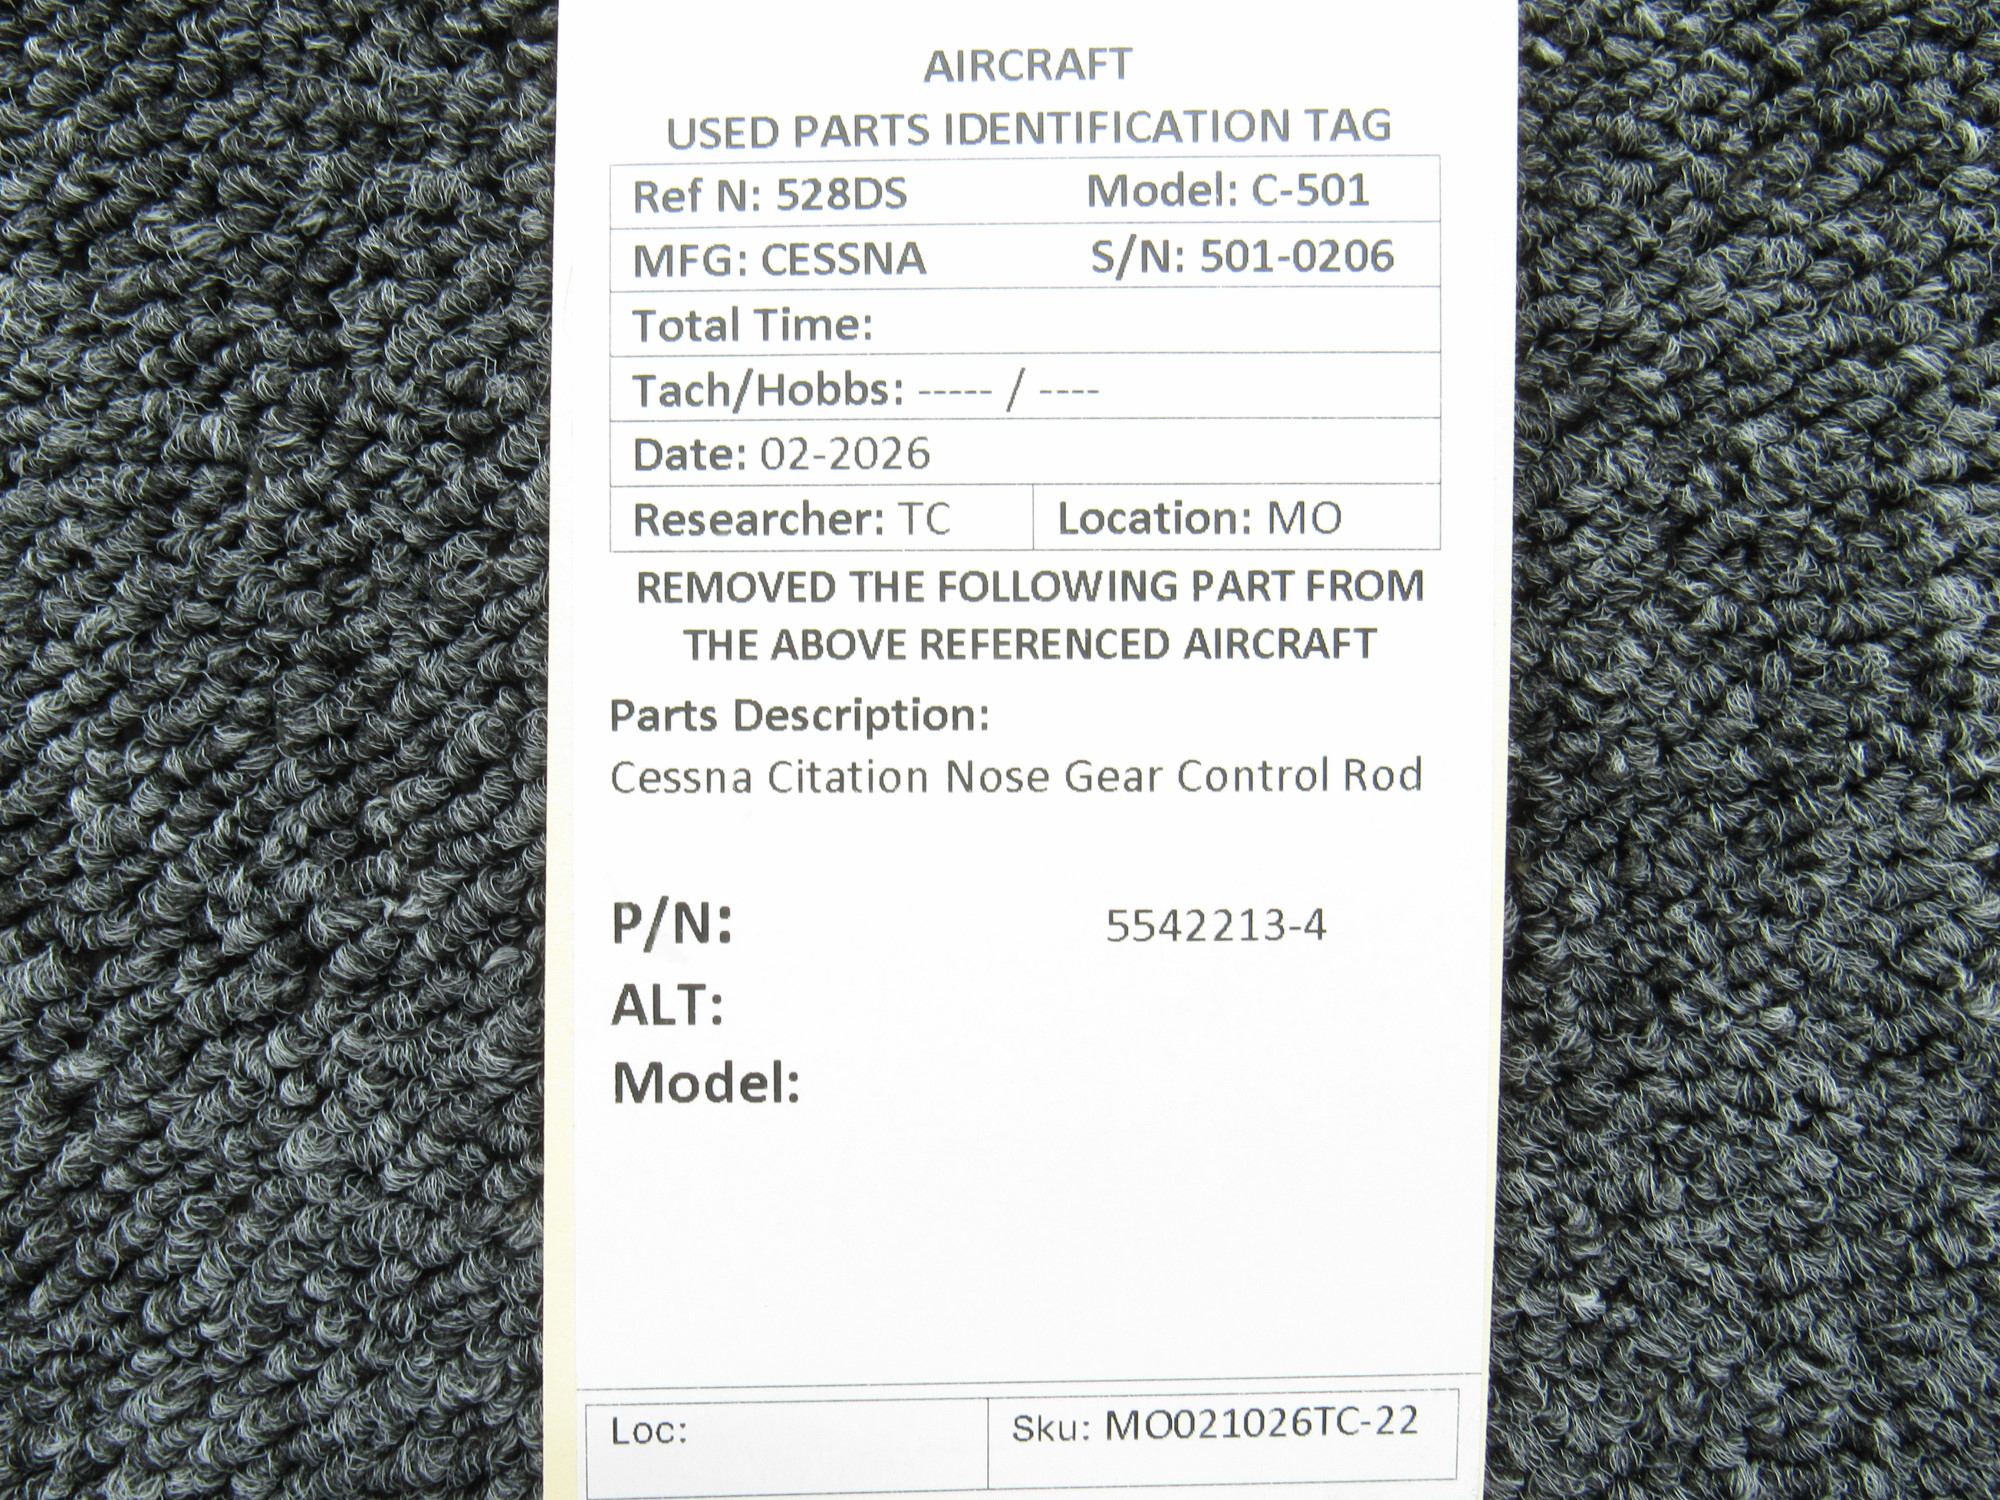 AIRCRAFT
USED PARTS IDENTIFICATION TAG
Ref N: 528DS Model: C-501
MFG: CESSNA S/N: 501-0206
Total Time:
Tach/Hobbs: ----- / ----
Date: 02-2026
Researcher: TC Location: MO
REMOVED THE FOLLOWING PART FROM
THE ABOVE REFERENCED AIRCRAFT
Parts Description:
Cessna Citation Nose Gear Control Rod
P/N: 5542213-4
ALT:
Model:
Loc: Sku: MO021026TC-22